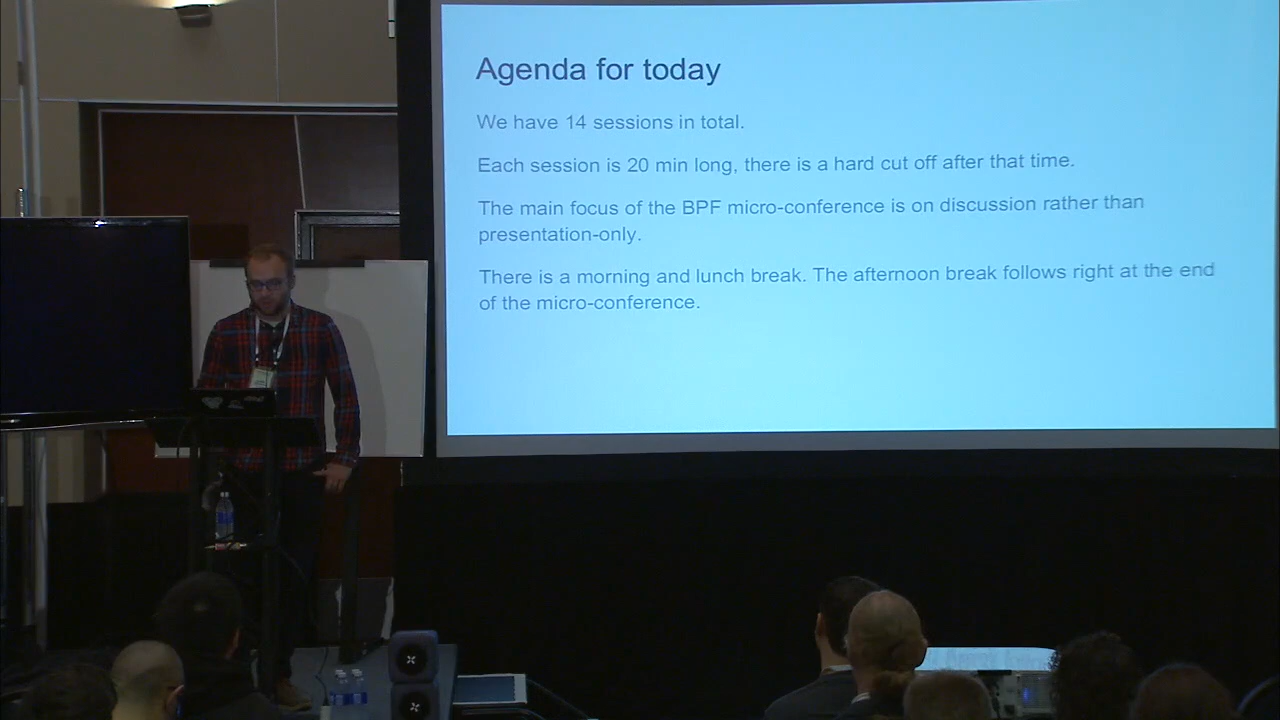 Agenda for today
We have 14 sessions in total.
Each session is 20 min long, there is a hard cut off after that time.
The main focus of the BPF micro-conference is on discussion rather than
presentation-only.
There is a morning and lunch break. The afternoon break follows right at the end
of the micro-conference.